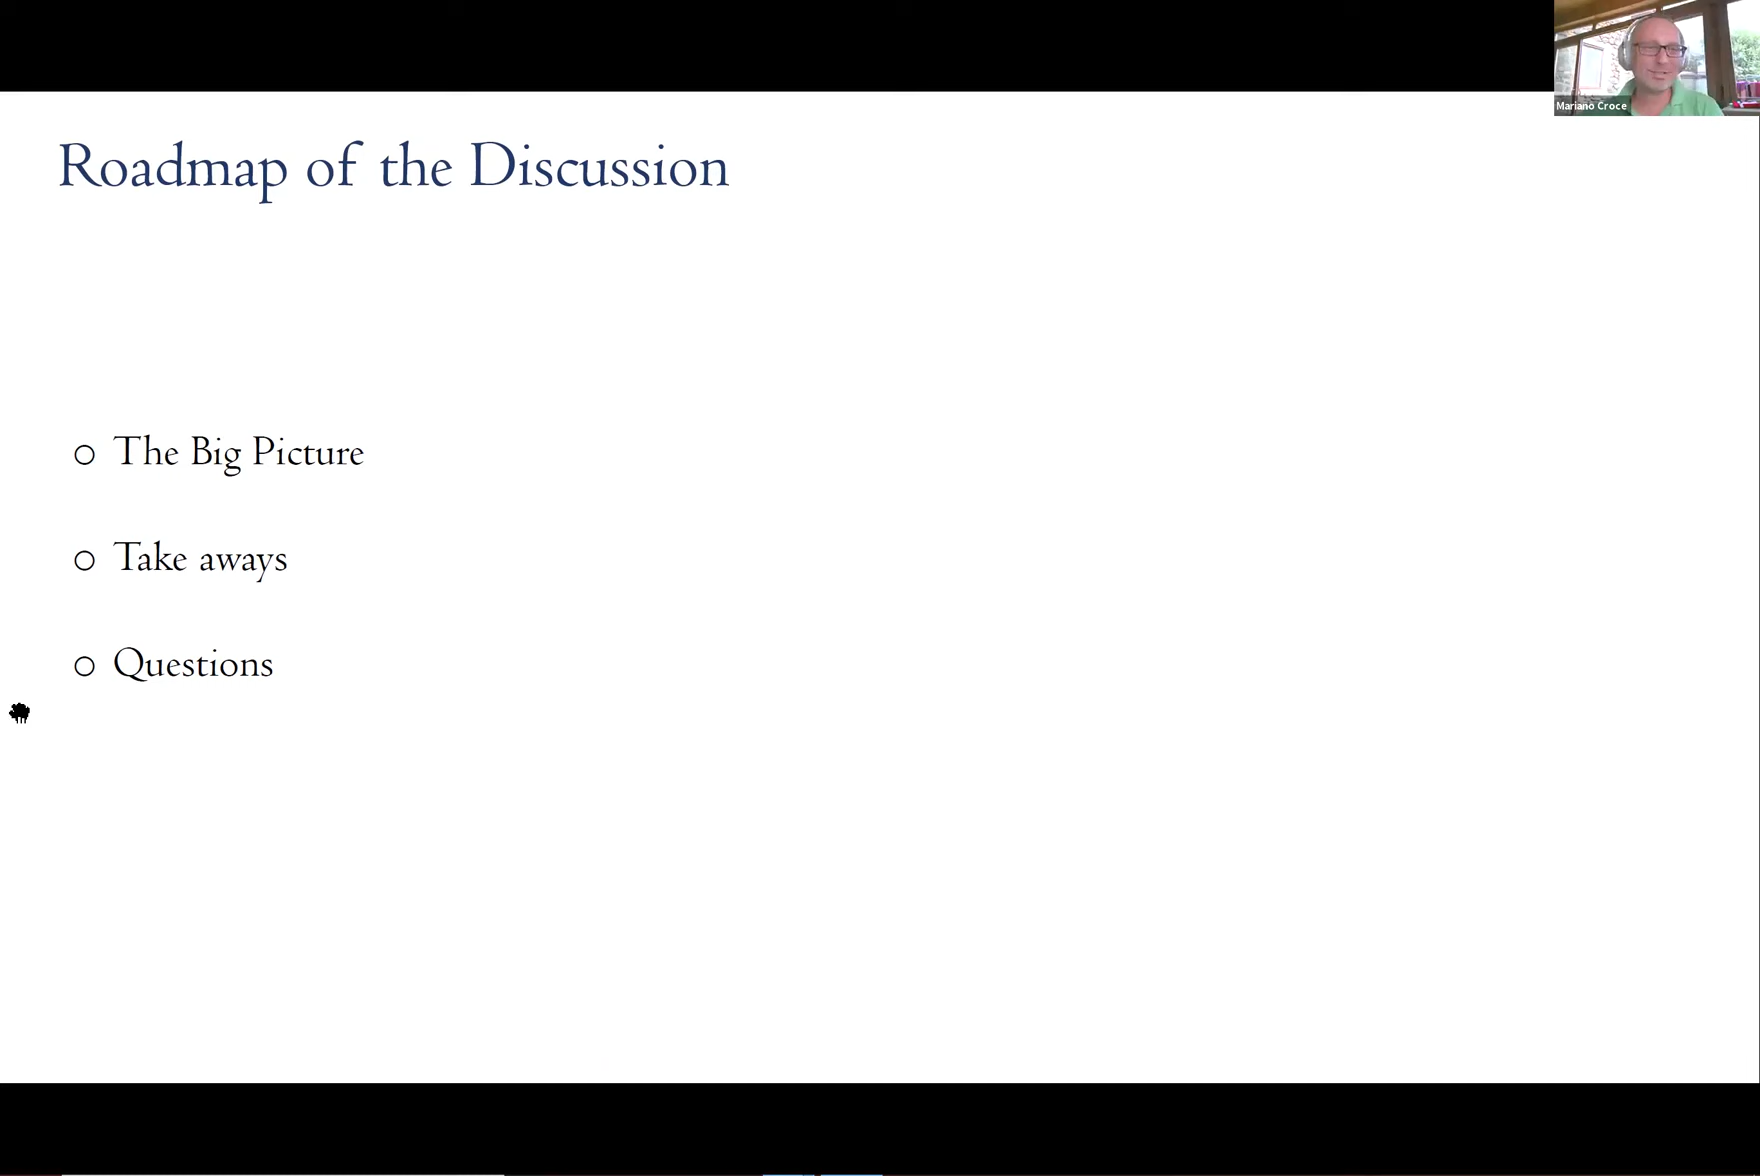 Mariano Croce
Roadmap of the Discussion
The Big Picture
Take aways
Questions